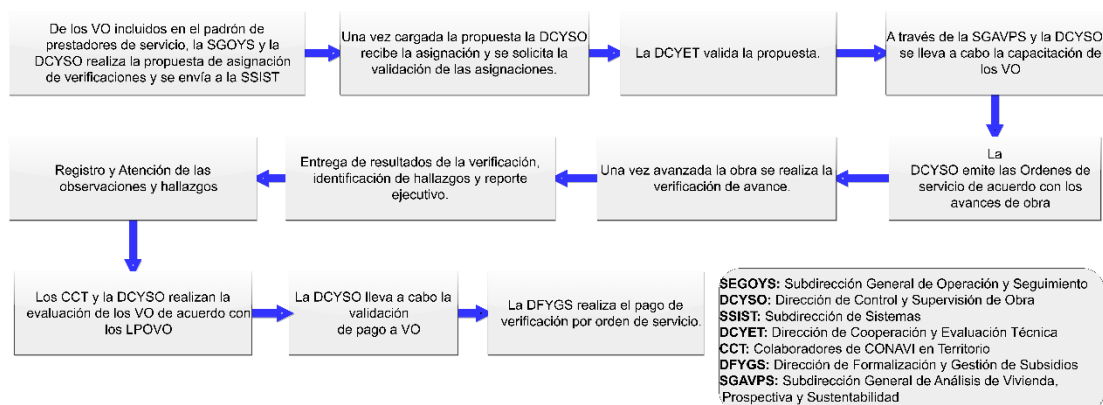 De los VO incluidos en el padrón de
prestadores de servicio, la SGOYS y la
DCYSO realiza la propuesta de asignación
de verificaciones y se envía a la SSIST
Una vez cargada la propuesta la DCYSO
recibe la asignación y se solicita la
validación de las asignaciones.
La DCYET valida la propuesta.
A través de la SGAVPS y la DCYSO
se lleva a cabo la capacitación de
los VO
La
DCYSO emite las Ordenes de
servicio de acuerdo con los
avances de obra
Una vez avanzada la obra se realiza la
verificación de avance.
Entrega de resultados de la verificación,
identificación de hallazgos y reporte
ejecutivo.
Registro y Atención de las
observaciones y hallazgos
Los CCT y la DCYSO realizan la
evaluación de los VO de acuerdo con
los LPOVO
La DCYSO lleva a cabo la
validación
de pago a VO
La DFYGS realiza el pago de
verificación por orden de servicio.
SEGOYS: Subdirección General de Operación y Seguimiento
DCYSO: Dirección de Control y Supervisión de Obra
SSIST: Subdirección de Sistemas
DCYET: Dirección de Cooperación y Evaluación Técnica
CCT: Colaboradores de CONAVI en Territorio
DFYGS: Dirección de Formalización y Gestión de Subsidios
SGAVPS: Subdirección General de Análisis de Vivienda,
Prospectiva y Sustentabilidad